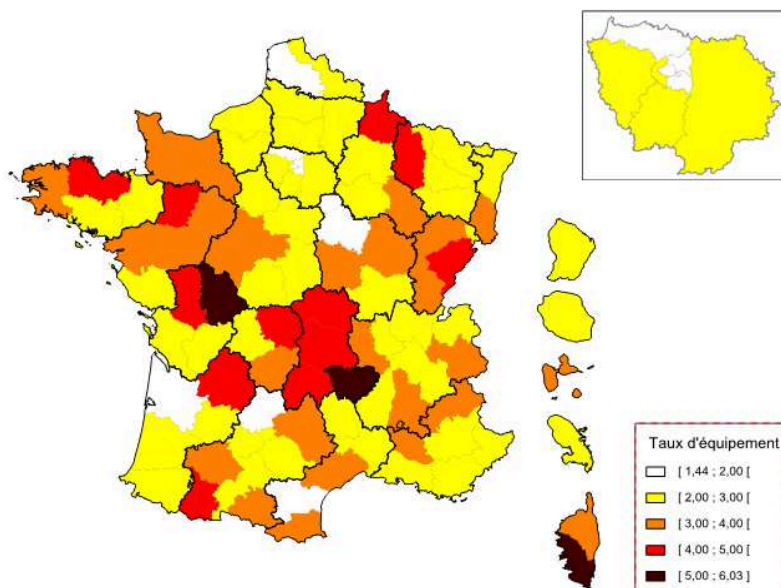 Taux d'équipement
[ 1,44 ; 2,00 [
[ 2,00 ; 3,00 [
[ 3,00 ; 4,00 [
[ 4,00 ; 5,00 [
[ 5,00 ; 6,03 ]